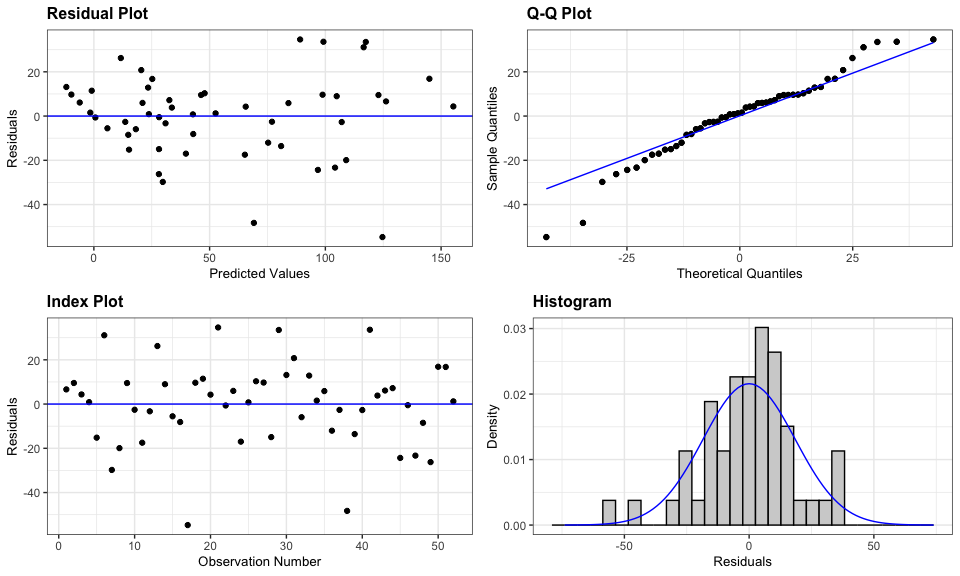 Residual Plot
20
0
-20
-40
Residuals
0
50
100
150
Predicted Values
Q-Q Plot
20
0
-20
-40
Sample Quantiles
-25
0
25
Theoretical Quantiles
Index Plot
20
0
-20
-40
Residuals
0
10
20
30
40
50
Observation Number
Histogram
0.03
0.02
0.01
0.00
Density
-50
0
50
Residuals